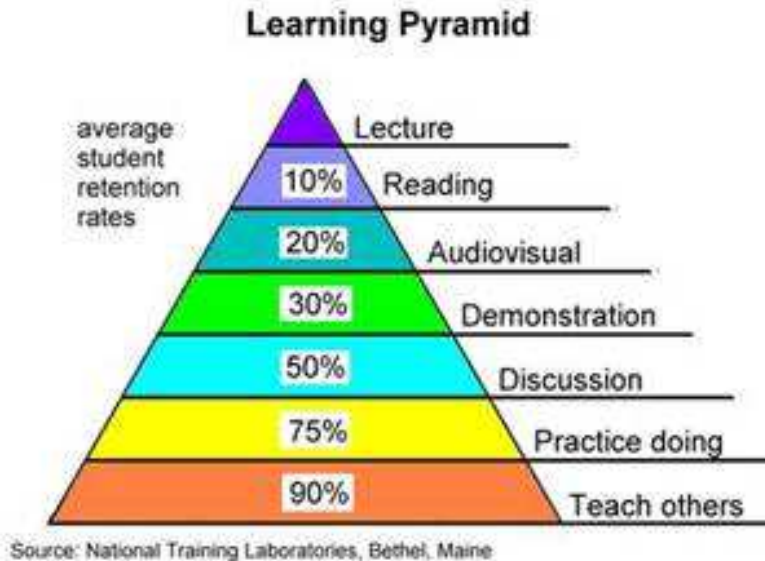 Learning Pyramid
average
student
retention
rates
Lecture
10% Reading
20% Audiovisual
30% Demonstration
50% Discussion
75% Practice doing
90% Teach others
Source: National Training Laboratories, Bethel, Maine